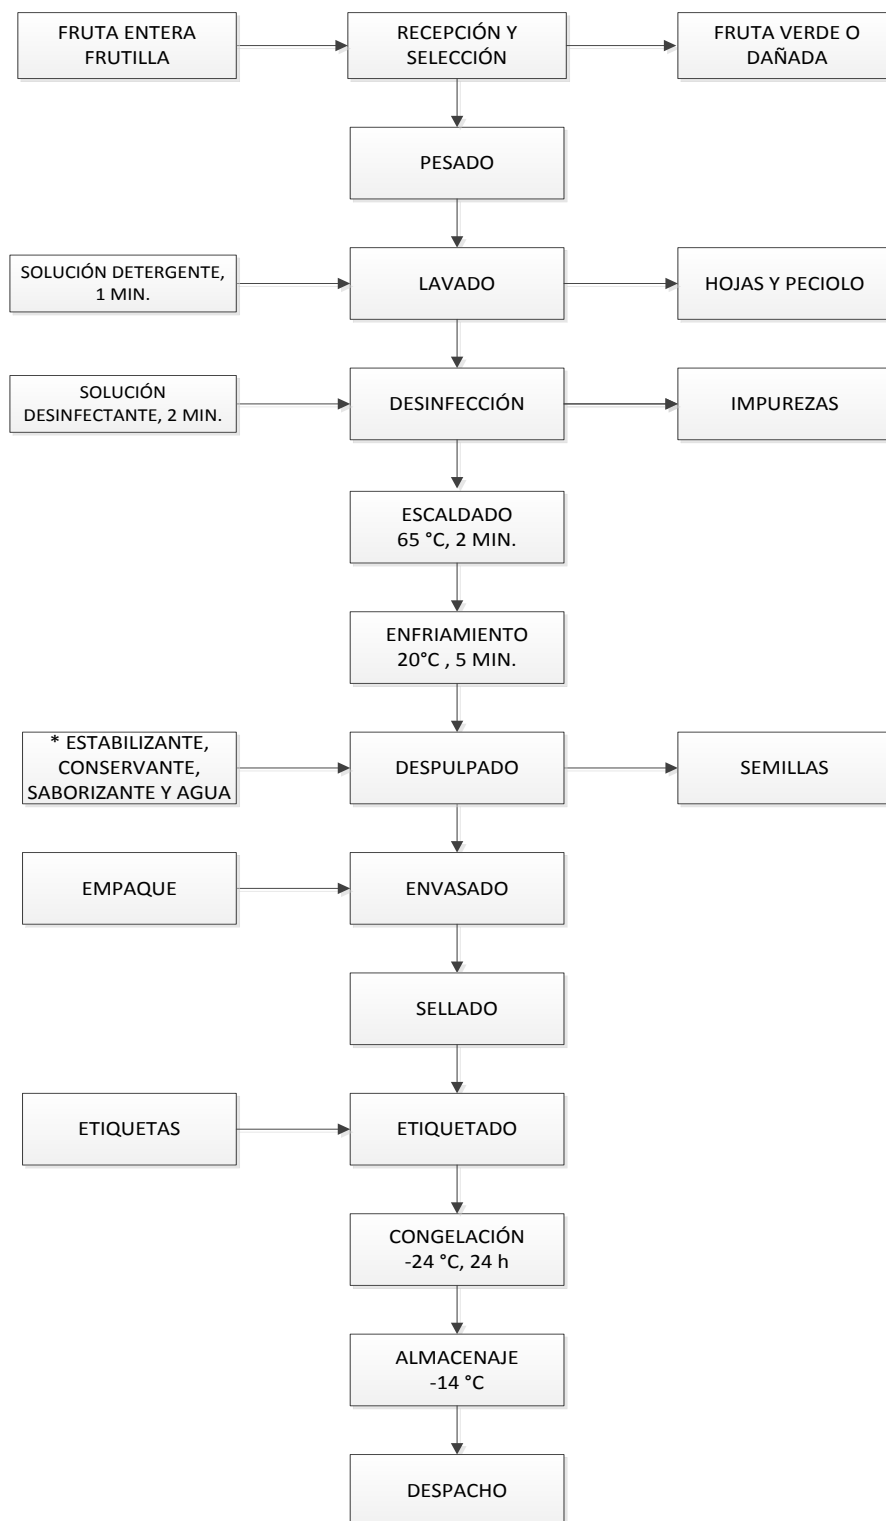 FRUTA ENTERA
FRUTILLA
RECEPCIÓN Y
SELECCIÓN
FRUTA VERDE O
DAÑADA
PESADO
SOLUCIÓN DETERGENTE,
1 MIN.
LAVADO
HOJAS Y PECIOLO
SOLUCIÓN
DESINFECTANTE, 2 MIN.
DESINFECCIÓN
IMPUREZAS
ESCALDADO
65 °C, 2 MIN.
ENFRIAMIENTO
20°C , 5 MIN.
* ESTABILIZANTE,
CONSERVANTE,
SABORIZANTE Y AGUA
DESPULPADO
SEMILLAS
EMPAQUE
ENVASADO
SELLADO
ETIQUETAS
ETIQUETADO
CONGELACIÓN
-24 °C, 24 h
ALMACENAJE
-14 °C
DESPACHO